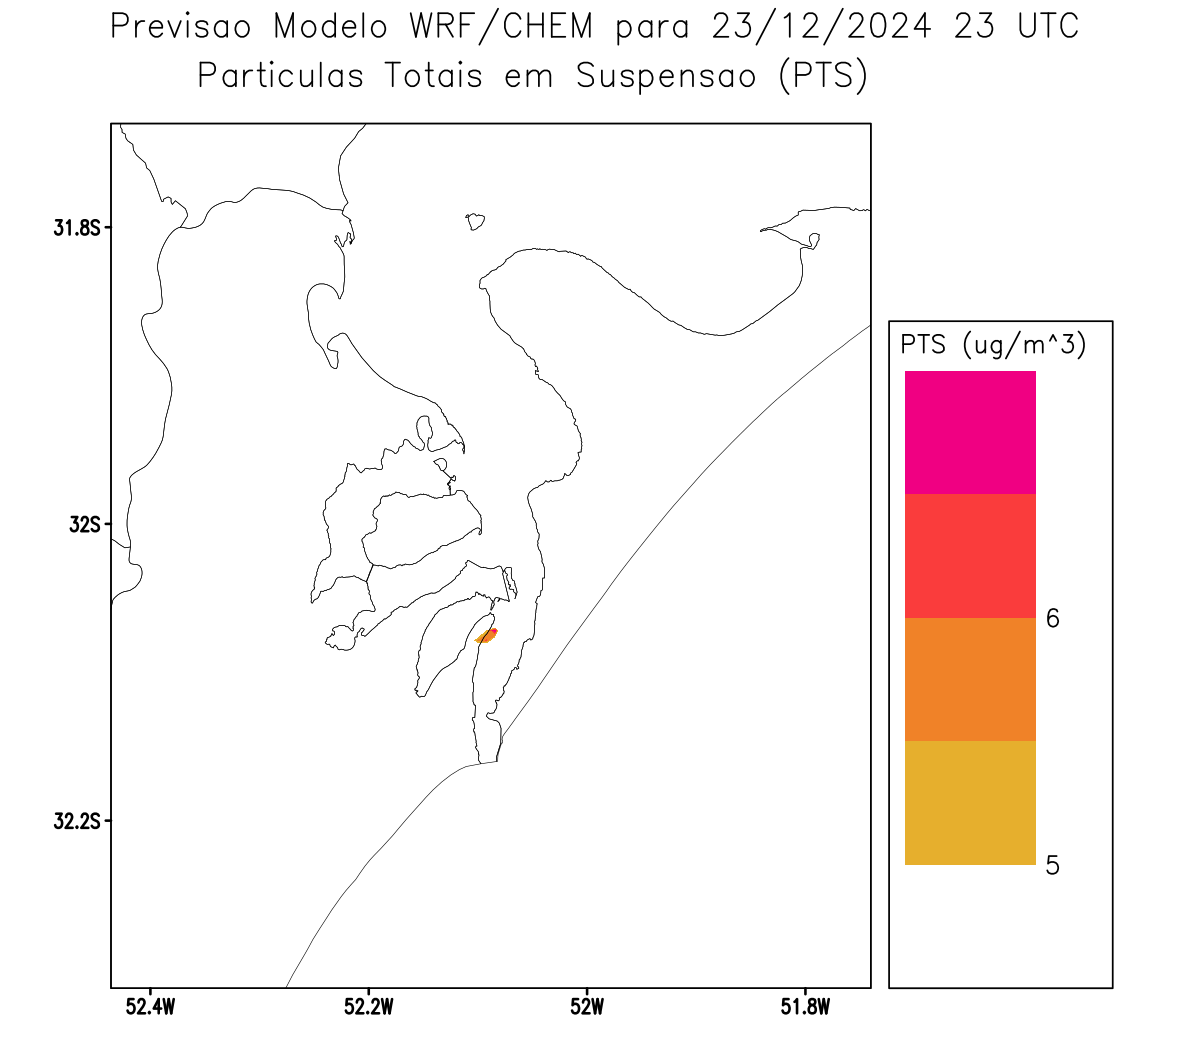 Previsao Modelo WRF/CHEM para 23/12/2024 23 UTC
Particulas Totais em Suspensao (PTS)
31.8S
32S
32.2S
52.4W
52.2W
52W
51.8W
PTS (ug/m^3)
6
5